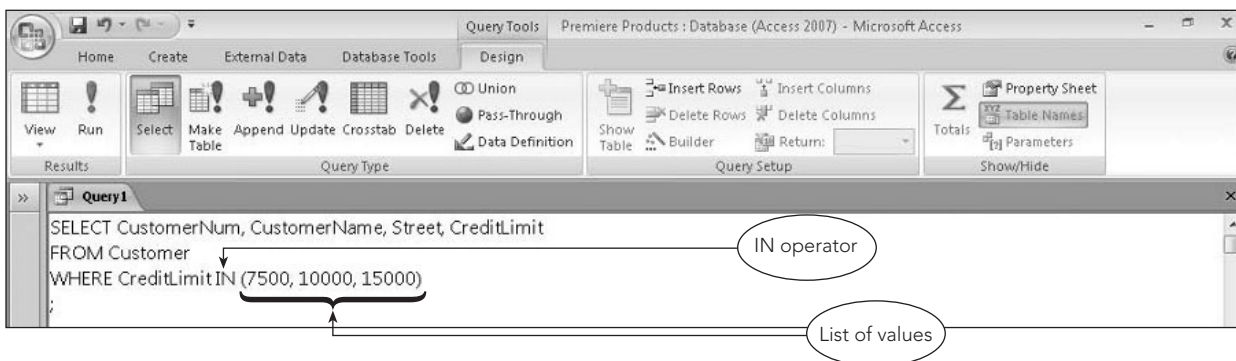 Query Tools Premiere Products : Database (Access 2007) - Microsoft Access
Home Create External Data Database Tools Design
View Run Select Make Table Append Update Crosstab Delete
Union
Pass-Through
Data Definition
Show Table
Insert Rows Insert Columns
Delete Rows Delete Columns
Builder Return:
Totals
Property Sheet
XYZ Table Names
[?] Parameters
Results Query Type Query Setup Show/Hide
Query1
SELECT CustomerNum, CustomerName, Street, CreditLimit
FROM Customer
WHERE CreditLimit IN (7500, 10000, 15000)
;
IN operator
List of values